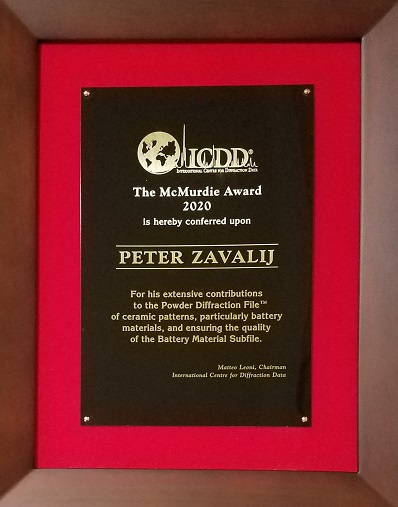 ICDD®
INTERNATIONAL CENTRE FOR DIFFRACTION DATA
The McMurdie Award
2020
is hereby conferred upon
PETER ZAVALIJ
For his extensive contributions
to the Powder Diffraction File™
of ceramic patterns, particularly battery
materials, and ensuring the quality
of the Battery Material Subfile.
Matteo Leoni, Chairman
International Centre for Diffraction Data